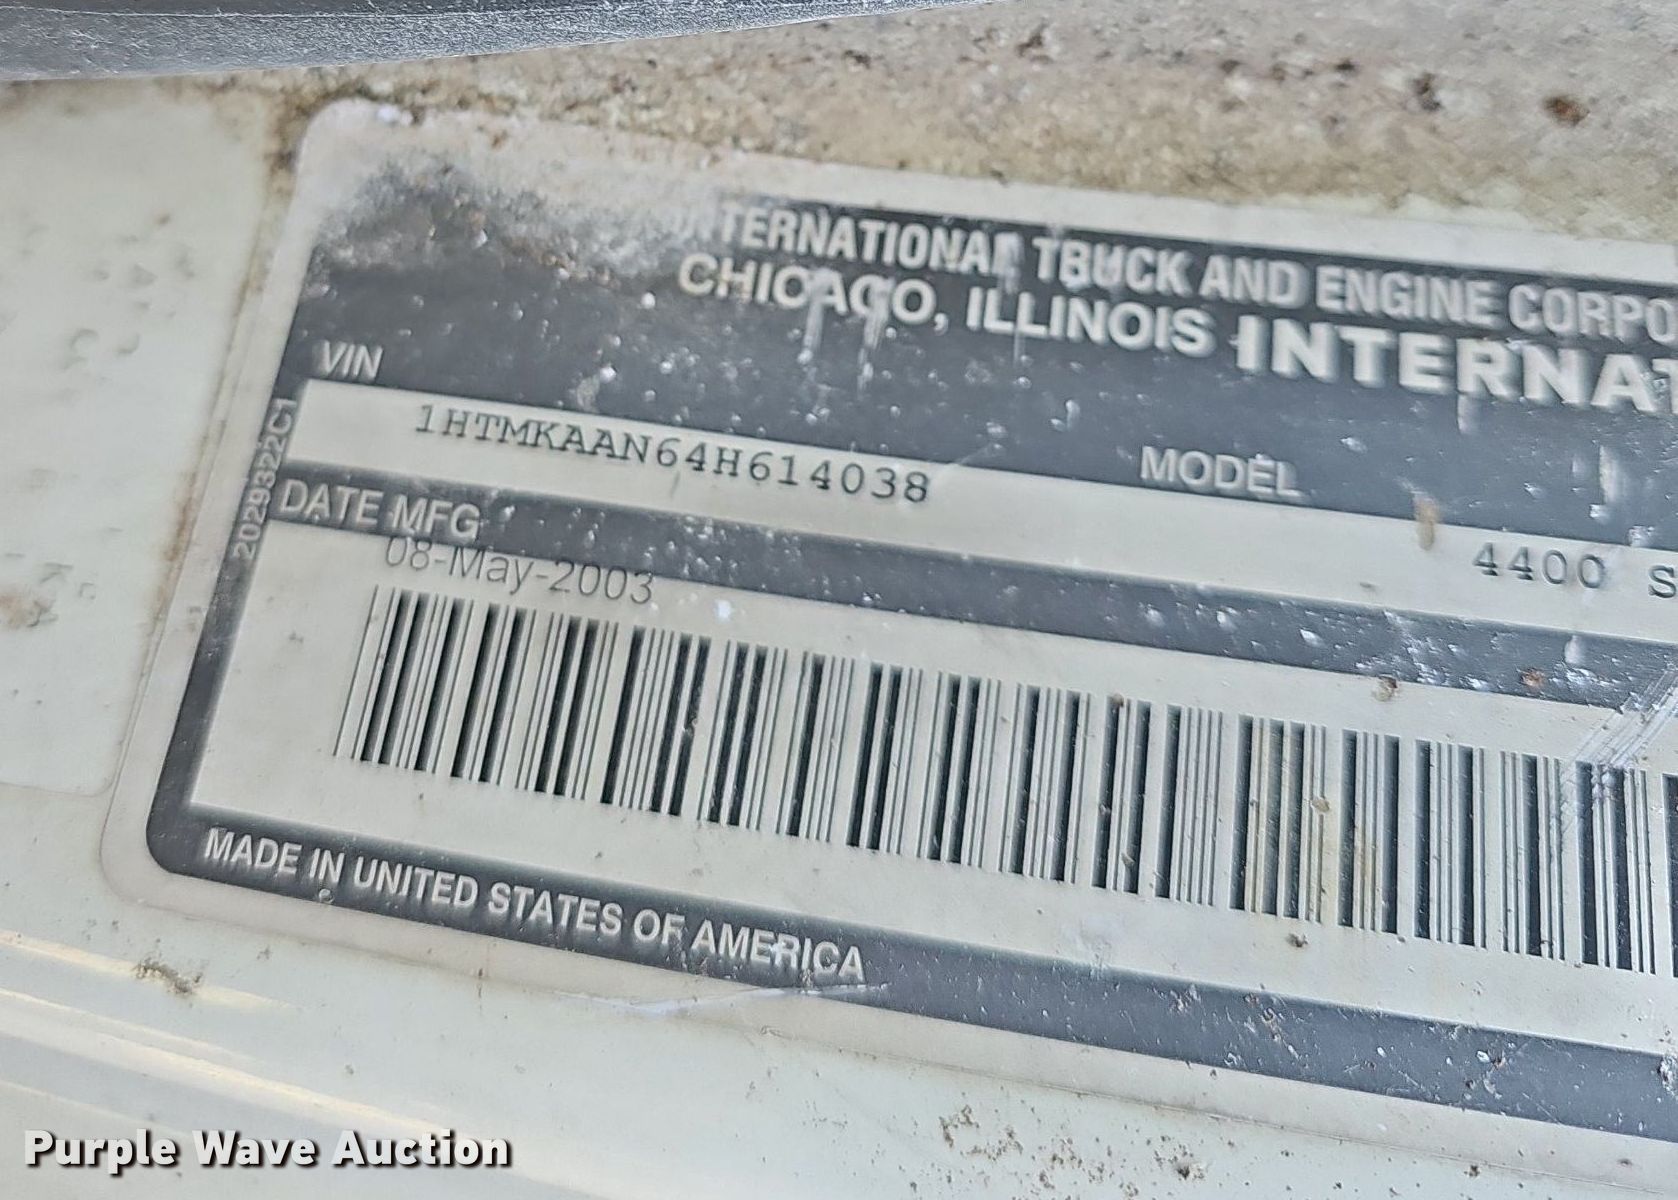 INTERNATIONAL TRUCK AND ENGINE CORPO
CHICAGO, ILLINOIS INTERNAT
VIN
1HTMKAAN64H614038
MODEL
4400 S
2029322C1
DATE MFG
08-May-2003
MADE IN UNITED STATES OF AMERICA
Purple Wave Auction